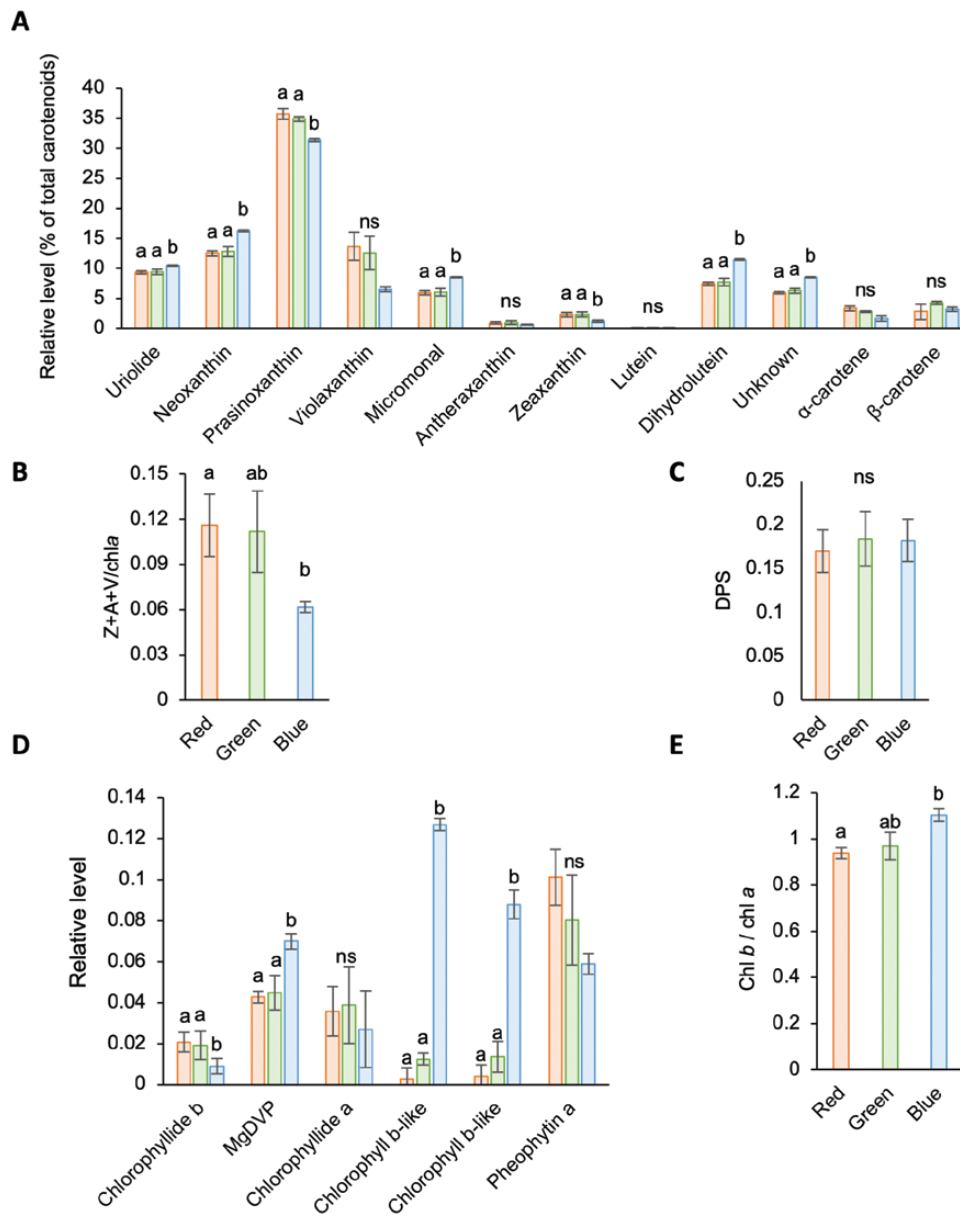 A
Relative level (% of total carotenoids)
40
35
30
25
20
15
10
5
0
a a b
a a b
a a b
ns
a a b
ns
a a b
ns
a a b
a a b
ns
ns
Uriolide
Neoxanthin
Prasinoxanthin
Violaxanthin
Micromonal
Antheraxanthin
Zeaxanthin
Lutein
Dihydrolutein
Unknown
α-carotene
β-carotene
B
Z+A+V/chla
0.15
0.12
0.09
0.06
0.03
0
a
ab
b
Red
Green
Blue
C
DPS
0.25
0.2
0.15
0.1
0.05
0
ns
Red
Green
Blue
D
Relative level
0.14
0.12
0.1
0.08
0.06
0.04
0.02
0
a a b
a a b
ns
a a b
a a b
ns
Chlorophyllide b
MgDVP
Chlorophyllide a
Chlorophyll b-like
Chlorophyll b-like
Pheophytin a
E
Chl b / chl a
1.2
1
0.8
0.6
0.4
0.2
0
a
ab
b
Red
Green
Blue